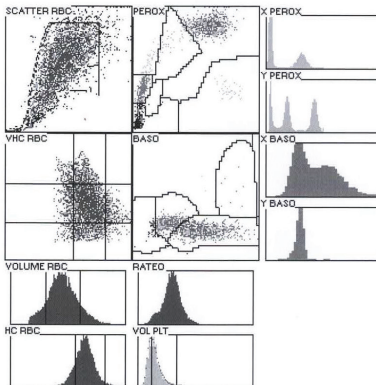 SCATTER RBC
PEROX
X PEROX
Y PEROX
VHC RBC
BASO
X BASO
Y BASO
VOLUME RBC
RATEO
HC RBC
VOL PLT